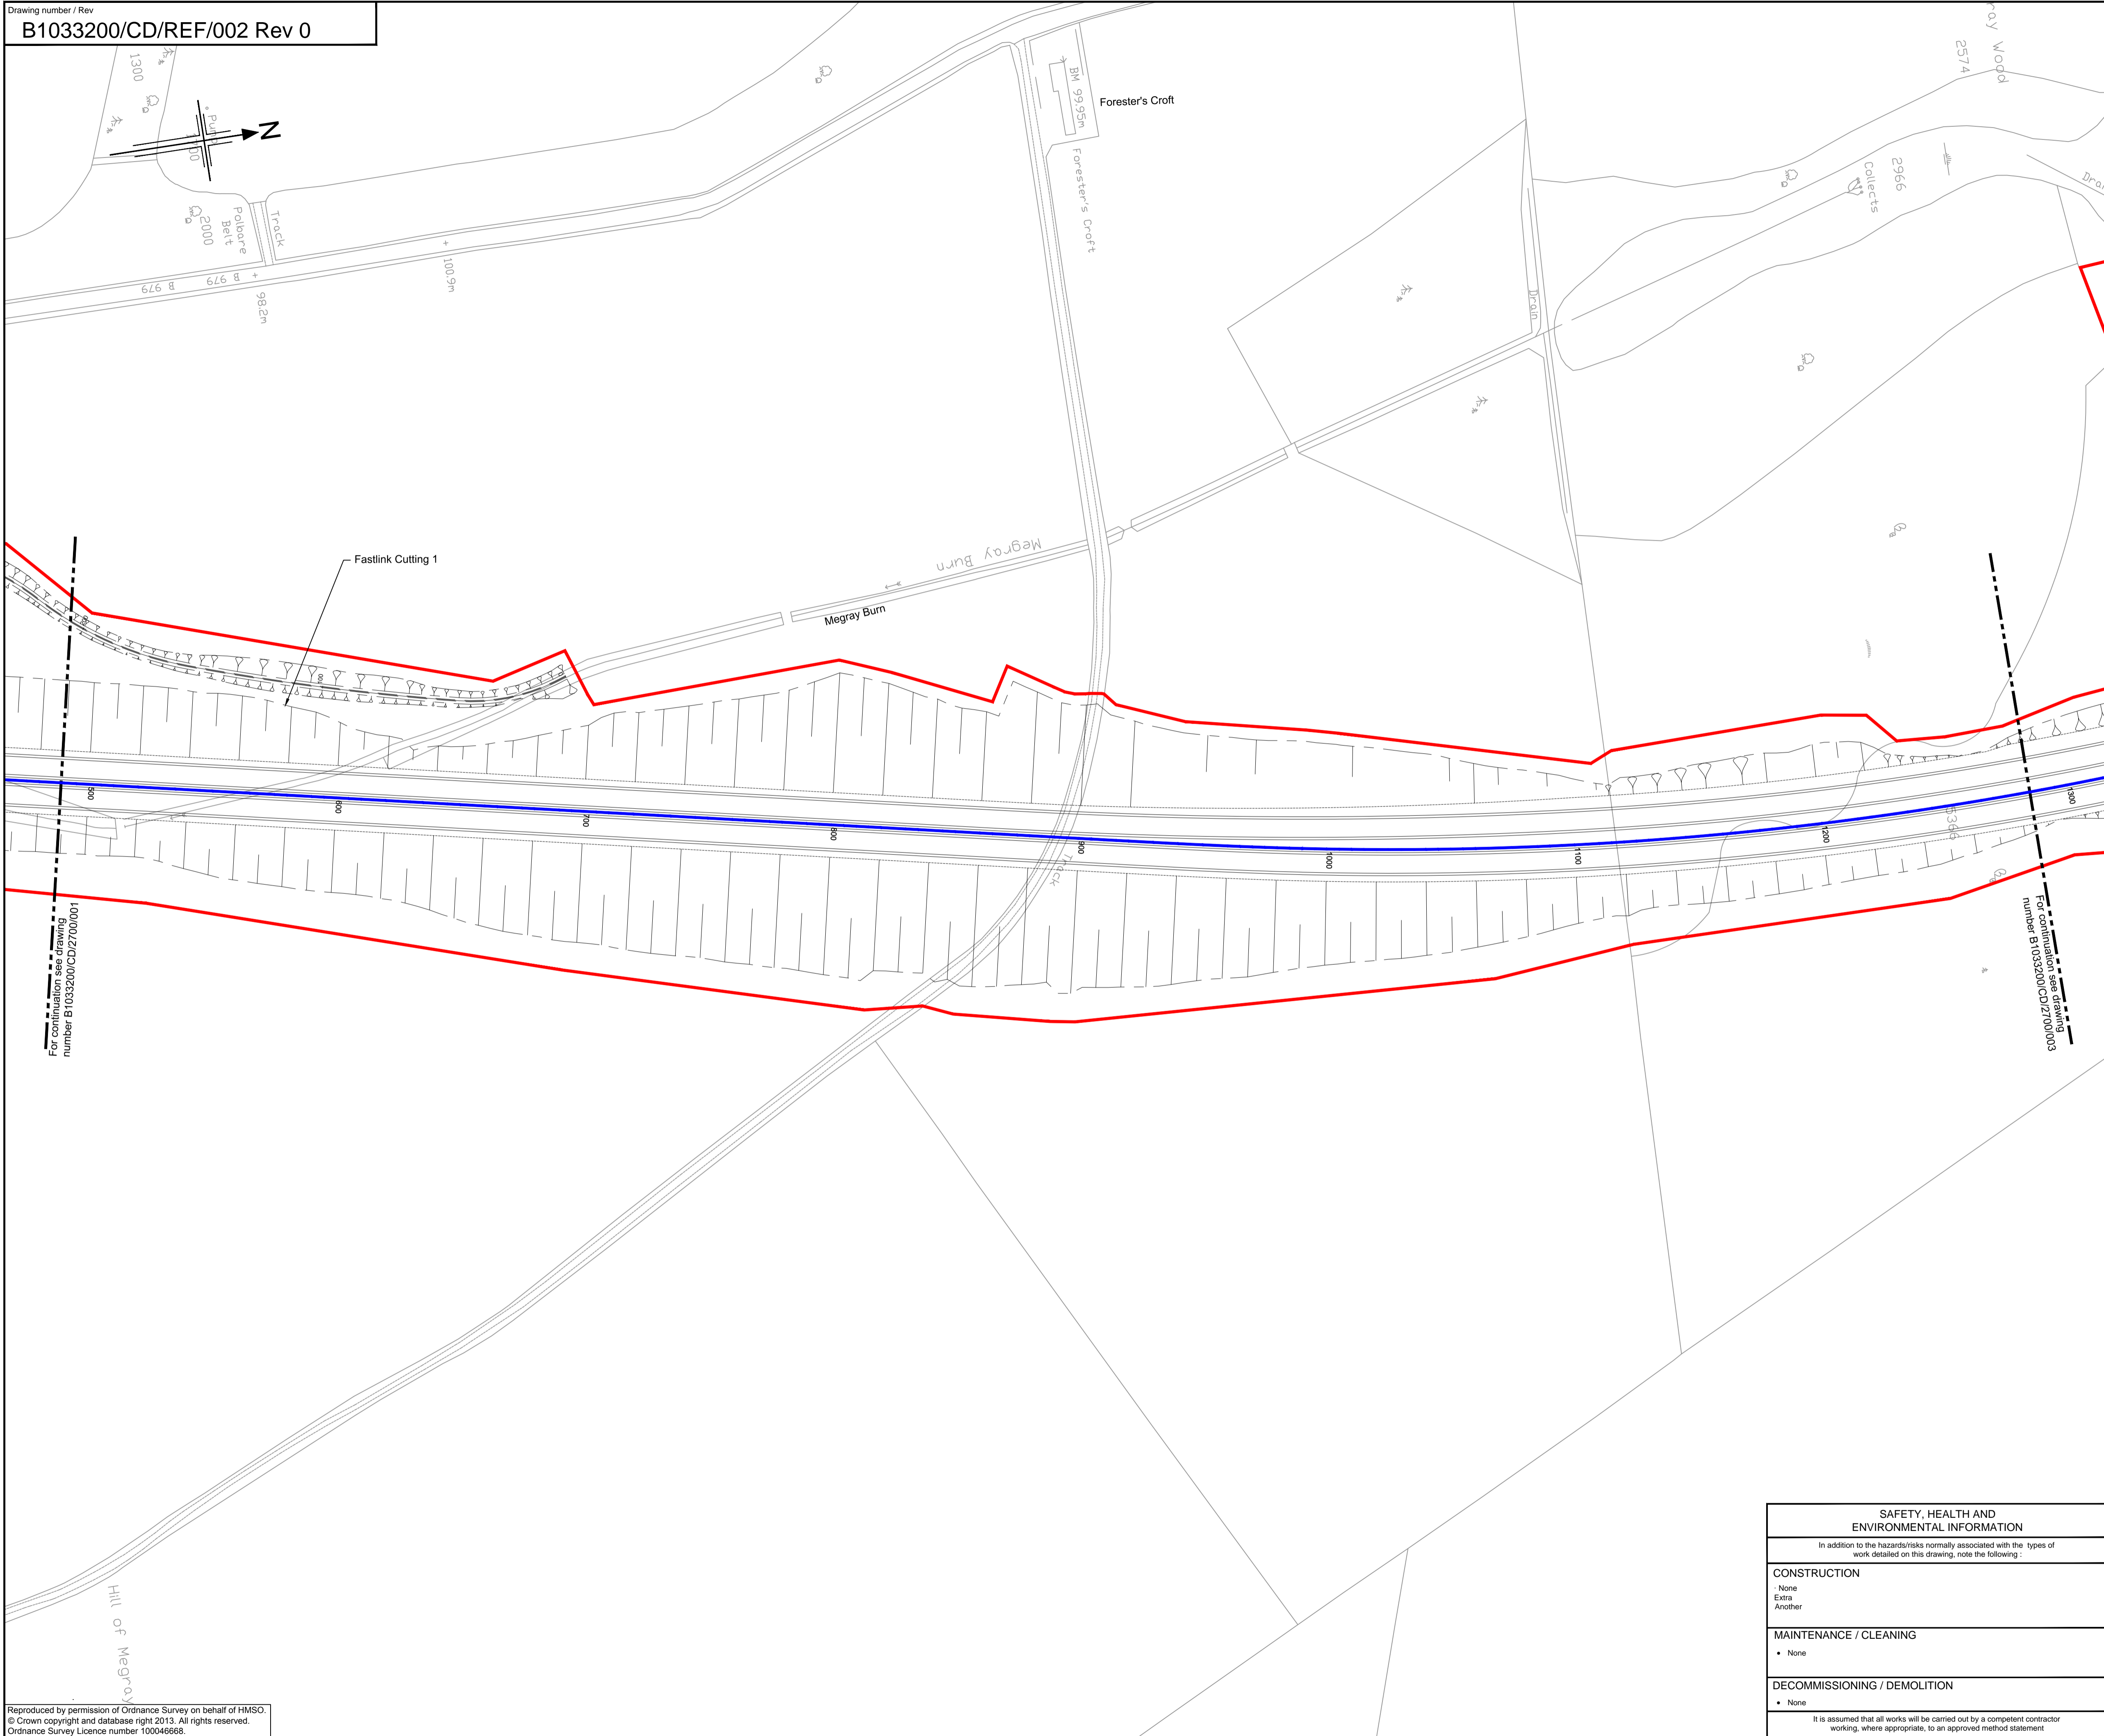 Drawing number / Rev
B1033200/CD/REF/002 Rev 0
1300
N
2000
Polbare
Belt
Track
B 979
B 979
98.2m
100.9m
BM 99.95m
Forester's Croft
Forester's Croft
2574
Collects
2966
Drain
Fastlink Cutting 1
Megray Burn
Megray Burn
500
600
700
800
900
1000
1100
1200
1300
Track
5366
For continuation see drawing
number B1033200/CD/2700/001
For continuation see drawing
number B1033200/CD/2700/003
Hill of Megray
SAFETY, HEALTH AND
ENVIRONMENTAL INFORMATION
In addition to the hazards/risks normally associated with the types of
work detailed on this drawing, note the following :
CONSTRUCTION
· None
Extra
Another
MAINTENANCE / CLEANING
• None
DECOMMISSIONING / DEMOLITION
• None
It is assumed that all works will be carried out by a competent contractor
working, where appropriate, to an approved method statement
Reproduced by permission of Ordnance Survey on behalf of HMSO.
© Crown copyright and database right 2013. All rights reserved.
Ordnance Survey Licence number 100046668.